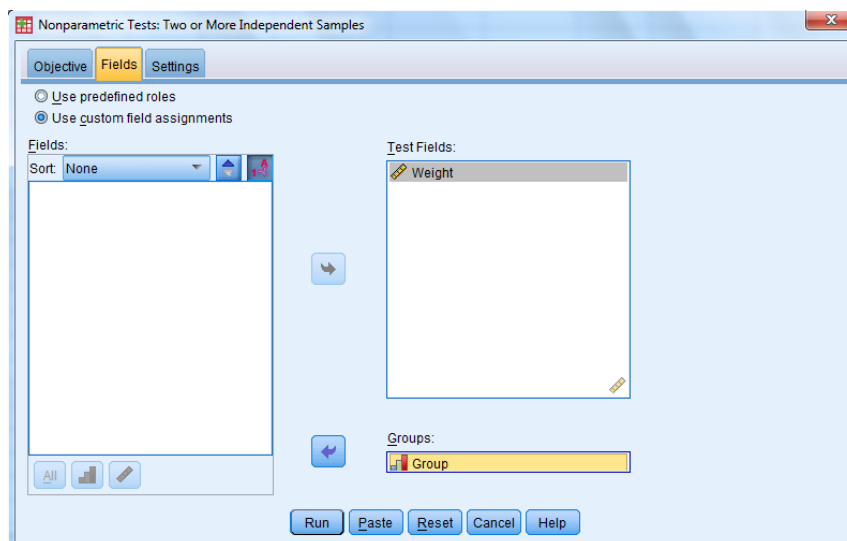 Nonparametric Tests: Two or More Independent Samples
Objective Fields Settings
Use predefined roles
Use custom field assignments
Fields:
Sort: None
Test Fields:
Weight
Groups:
Group
All
Run Paste Reset Cancel Help